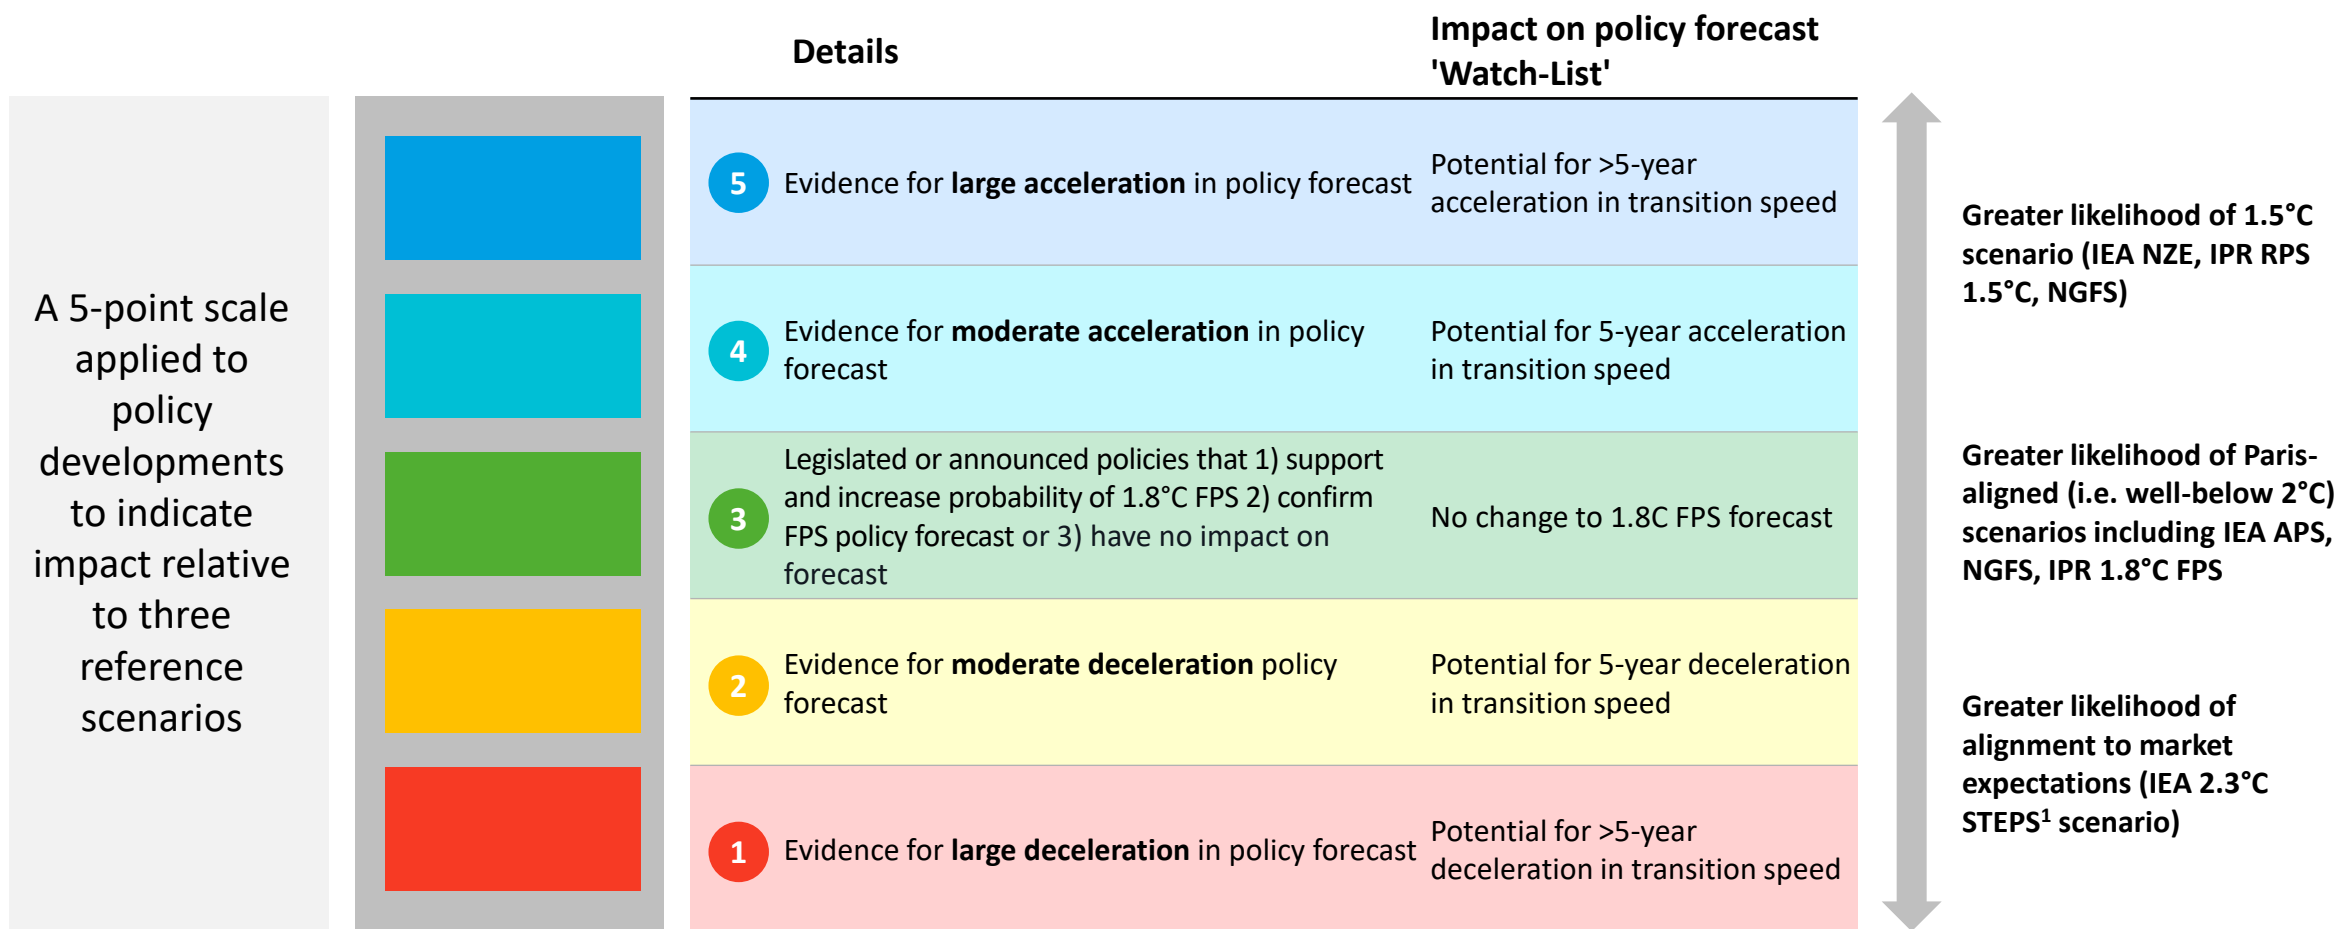 Details
Impact on policy forecast
'Watch-List'
A 5-point scale
applied to
policy
developments
to indicate
impact relative
to three
reference
scenarios
5
Evidence for large acceleration in policy forecast
Potential for >5-year
acceleration in transition speed
4
Evidence for moderate acceleration in policy
forecast
Potential for 5-year acceleration
in transition speed
3
Legislated or announced policies that 1) support
and increase probability of 1.8°C FPS 2) confirm
FPS policy forecast or 3) have no impact on
forecast
No change to 1.8C FPS forecast
2
Evidence for moderate deceleration policy
forecast
Potential for 5-year deceleration
in transition speed
1
Evidence for large deceleration in policy forecast
Potential for >5-year
deceleration in transition speed
Greater likelihood of 1.5°C
scenario (IEA NZE, IPR RPS
1.5°C, NGFS)
Greater likelihood of Paris-
aligned (i.e. well-below 2°C)
scenarios including IEA APS,
NGFS, IPR 1.8°C FPS
Greater likelihood of
alignment to market
expectations (IEA 2.3°C
STEPS¹ scenario)